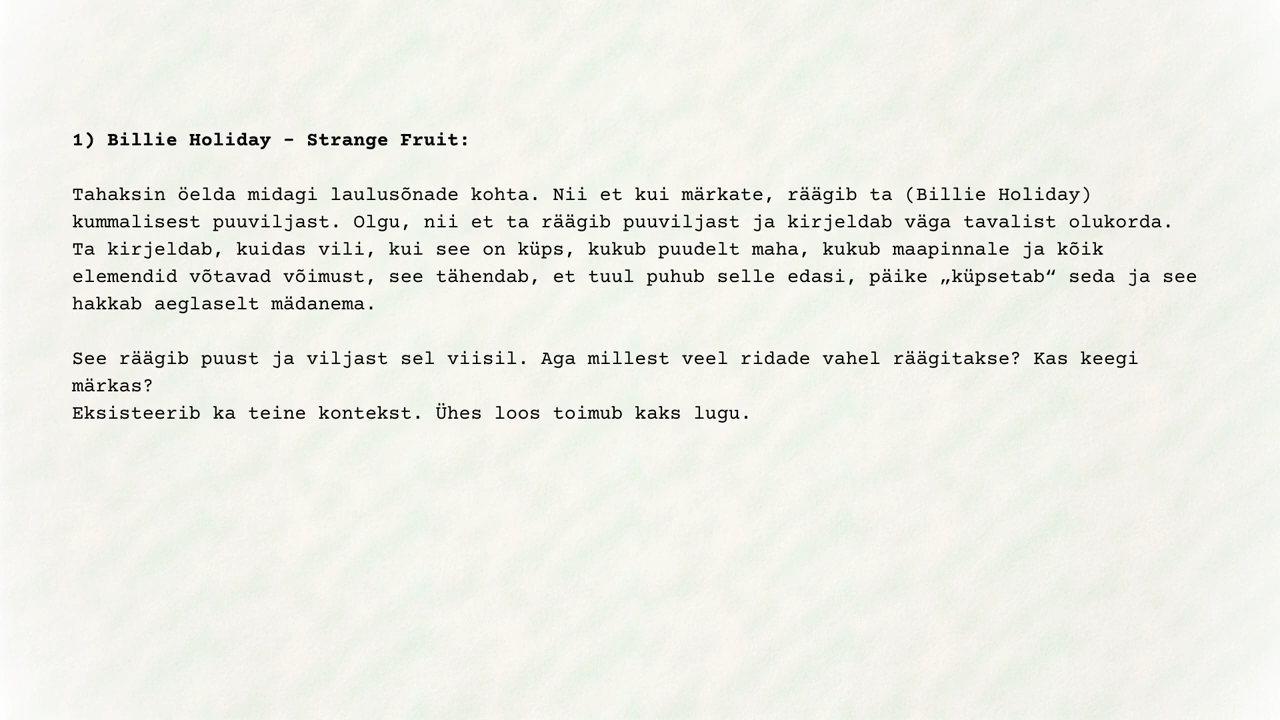 1) Billie Holiday – Strange Fruit:
Tahaksin öelda midagi laulusõnade kohta. Nii et kui märkate, räägib ta (Billie Holiday)
kummalisest puuviljast. Olgu, nii et ta räägib puuviljast ja kirjeldab väga tavalist olukorda.
Ta kirjeldab, kuidas vili, kui see on küps, kukub puudelt maha, kukub maapinnale ja kõik
elemendid võtavad võimust, see tähendab, et tuul puhub selle edasi, päike „küpsetab“ seda ja see
hakkab aeglaselt mädanema.
See räägib puust ja viljast sel viisil. Aga millest veel ridade vahel räägitakse? Kas keegi
märkas?
Eksisteerib ka teine kontekst. Ühes loos toimub kaks lugu.